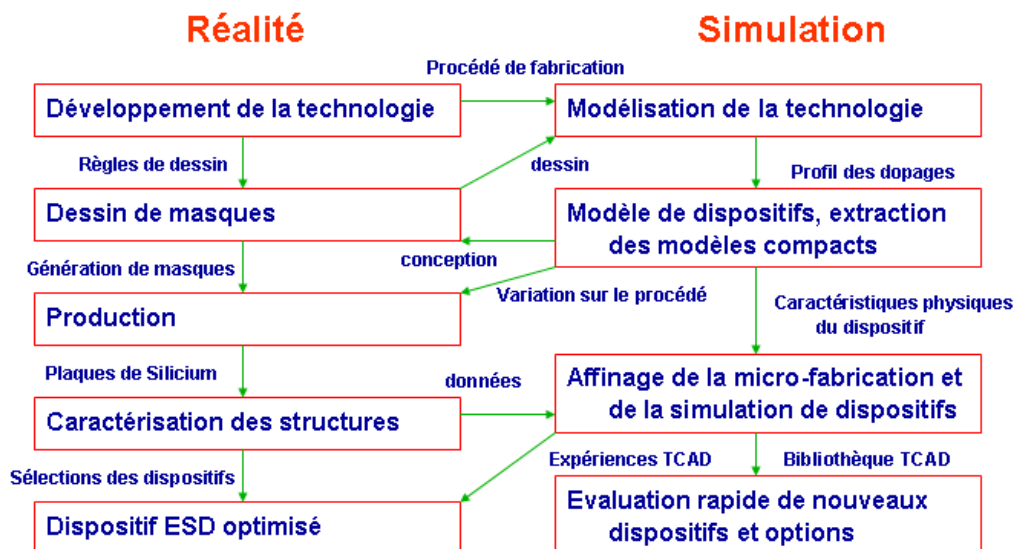 Réalité
Simulation
Procédé de fabrication
Développement de la technologie
Modélisation de la technologie
Règles de dessin
dessin
Profil des dopages
Dessin de masques
Modèle de dispositifs, extraction
des modèles compacts
conception
Génération de masques
Variation sur le procédé
Caractéristiques physiques
du dispositif
Production
Plaques de Silicium
données
Affinage de la micro-fabrication et
de la simulation de dispositifs
Caractérisation des structures
Sélections des dispositifs
Expériences TCAD
Bibliothèque TCAD
Dispositif ESD optimisé
Evaluation rapide de nouveaux
dispositifs et options